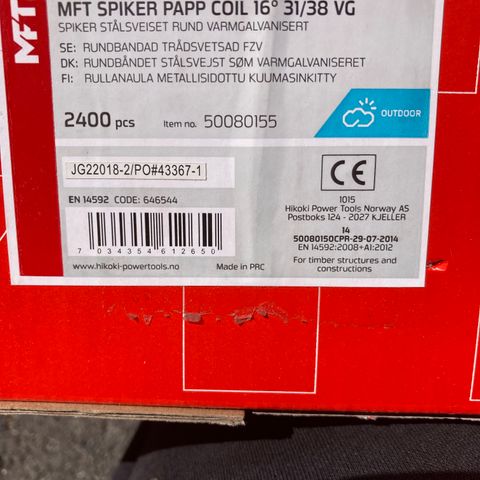 MFT
MFT SPIKER PAPP COIL 16° 31/38 VG
SPIKER STÅLSVEISET RUND VARMGALVANISERT
SE: RUNDBANDAD TRÅDSVETSAD FZV
DK: RUNDBÅNDET STÅLSVEJST SØM VARMGALVANISERET
FI: RULLANAULA METALLISIDOTTU KUUMASINKITTY
2400 pcs
Item no. 50080155
OUTDOOR
JG22018-2/PO#43367-1
EN 14592 CODE: 646544
7 034354 612650
www.hikoki-powertools.no
Made in PRC
CE
1015
Hikoki Power Tools Norway AS
Postboks 124 - 2027 KJELLER
14
50080150CPR-29-07-2014
EN 14592:2008+A1:2012
For timber structures and
constructions